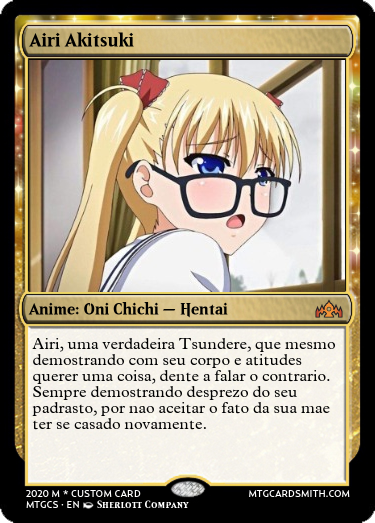 Airi Akitsuki
Anime: Oni Chichi — Hentai
Airi, uma verdadeira Tsundere, que mesmo
demostrando com seu corpo e atitudes
querer uma coisa, dente a falar o contrario.
Sempre demostrando desprezo do seu
padrasto, por nao aceitar o fato da sua mae
ter se casado novamente.
2020 M * CUSTOM CARD
MTGCARDSMITH.COM
MTGCS · EN SHERLOTT COMPANY